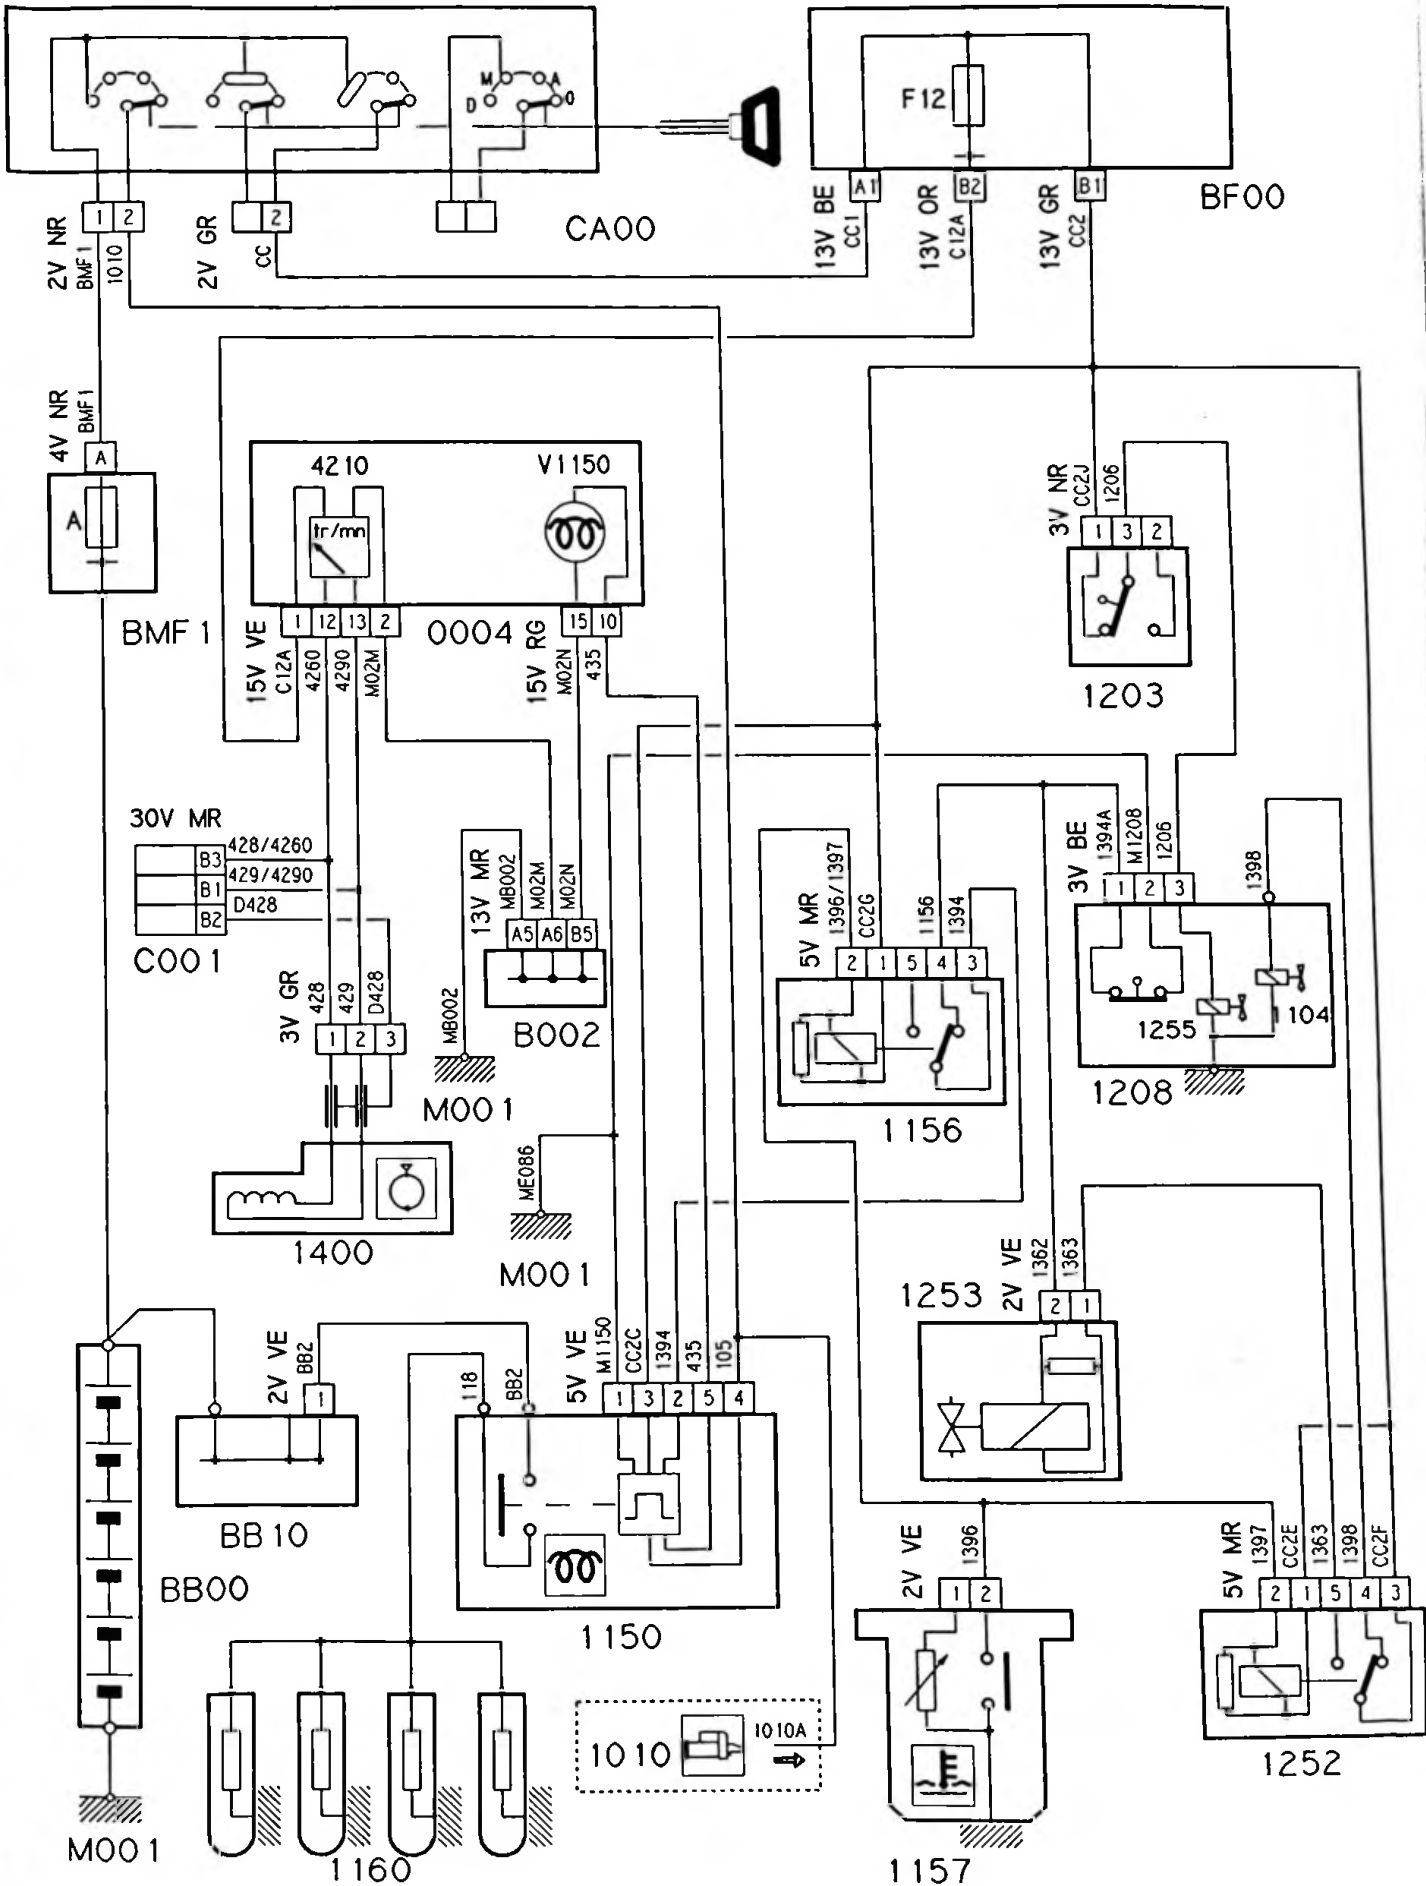 M A
D O
F12
1 2
2
CA00
A1
B2
B1
BF00
2V NR
BMF1
1010
2V GR
CC
13V BE
CC1
13V OR
C12A
13V GR
CC2
4V NR
BMF1
A
A
BMF1
4210
V1150
tr/mn
1 12 13 2
0004
15 10
15V VE
C12A
4260
4290
M02M
15V RG
M02N
435
3V NR
CC2J
1206
1 3 2
1203
30V MR
B3 428/4260
B1 429/4290
B2 D428
C001
13V MR
MB002
M02M
M02N
A5 A6 B5
B002
MB002
M001
5V MR
1396/1397
CC2G
1156
1394
2 1 5 4 3
1156
3V BE
1394A
M1208
1206
1398
1 2 3
1255
1104
1208
3V GR
428
429
D428
1 2 3
1400
ME086
M001
1253
2V VE
1362
1363
2 1
2V VE
BB2
1
BB10
BB00
M001
118
BB2
5V VE
M1150
CC2C
1394
435
105
1 3 2 5 4
1150
1160
1010
1010A
2V VE
1396
1 2
1157
5V MR
1397
CC2E
1363
1398
CC2F
2 1 5 4 3
1252